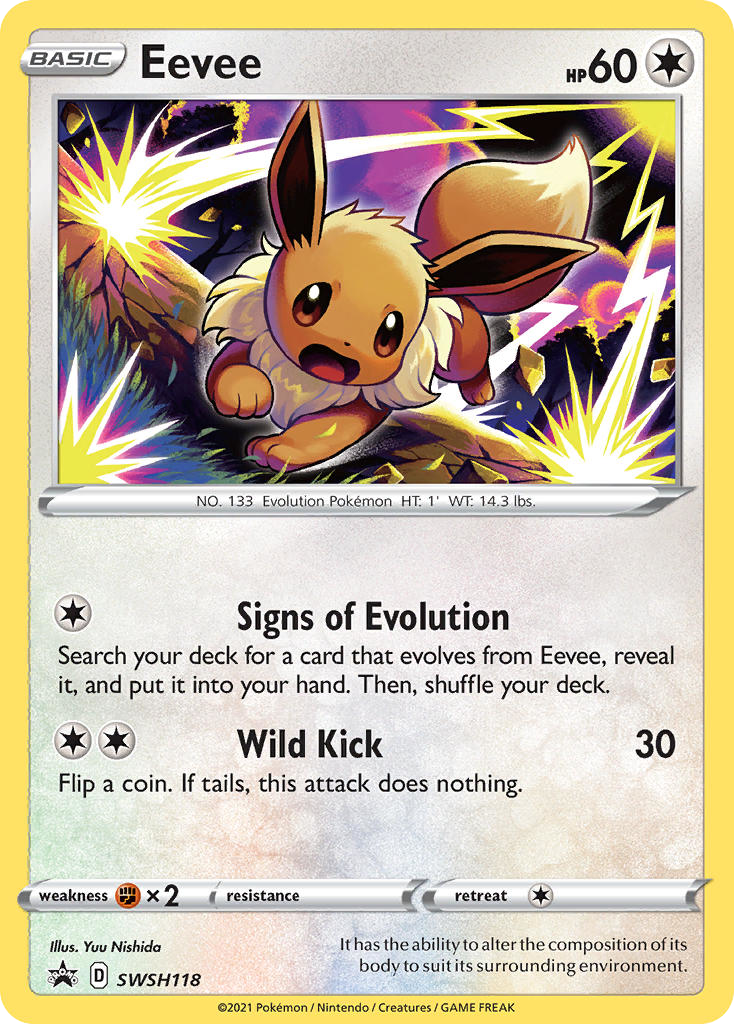 BASIC Eevee HP60
NO. 133 Evolution Pokémon HT: 1' WT: 14.3 lbs.
Signs of Evolution
Search your deck for a card that evolves from Eevee, reveal
it, and put it into your hand. Then, shuffle your deck.
Wild Kick 30
Flip a coin. If tails, this attack does nothing.
weakness ×2 resistance retreat
Illus. Yuu Nishida
It has the ability to alter the composition of its
body to suit its surrounding environment.
D SWSH118
©2021 Pokémon / Nintendo / Creatures / GAME FREAK